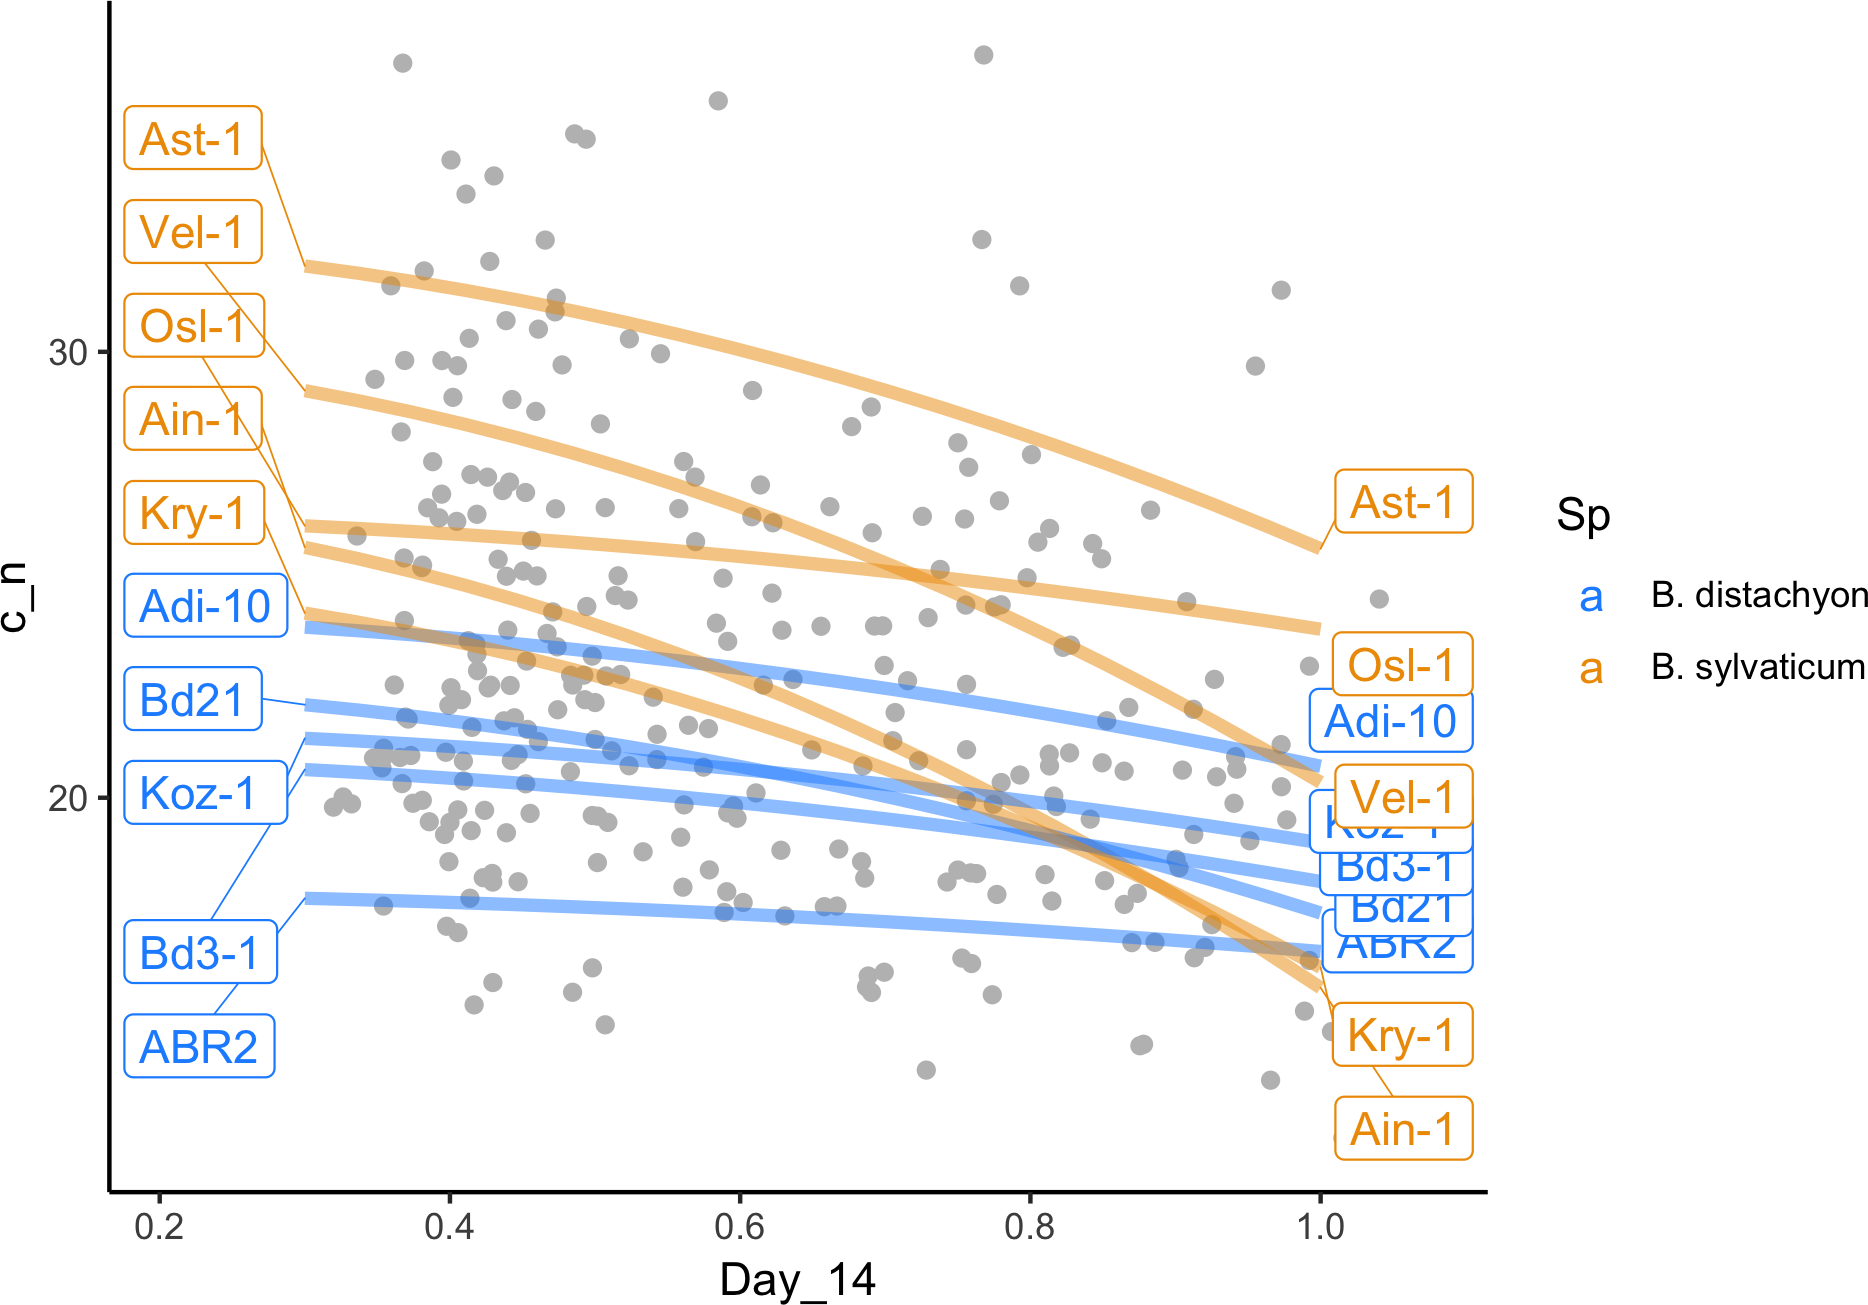 Ast-1
Vel-1
Osl-1
Ain-1
Kry-1
Adi-10
Bd21
Koz-1
Bd3-1
ABR2
Ast-1
Osl-1
Adi-10
Vel-1
Koz-1
Bd3-1
Bd21
ABR2
Kry-1
Ain-1
30
20
c_n
0.2
0.4
0.6
0.8
1.0
Day_14
Sp
a B. distachyon
a B. sylvaticum